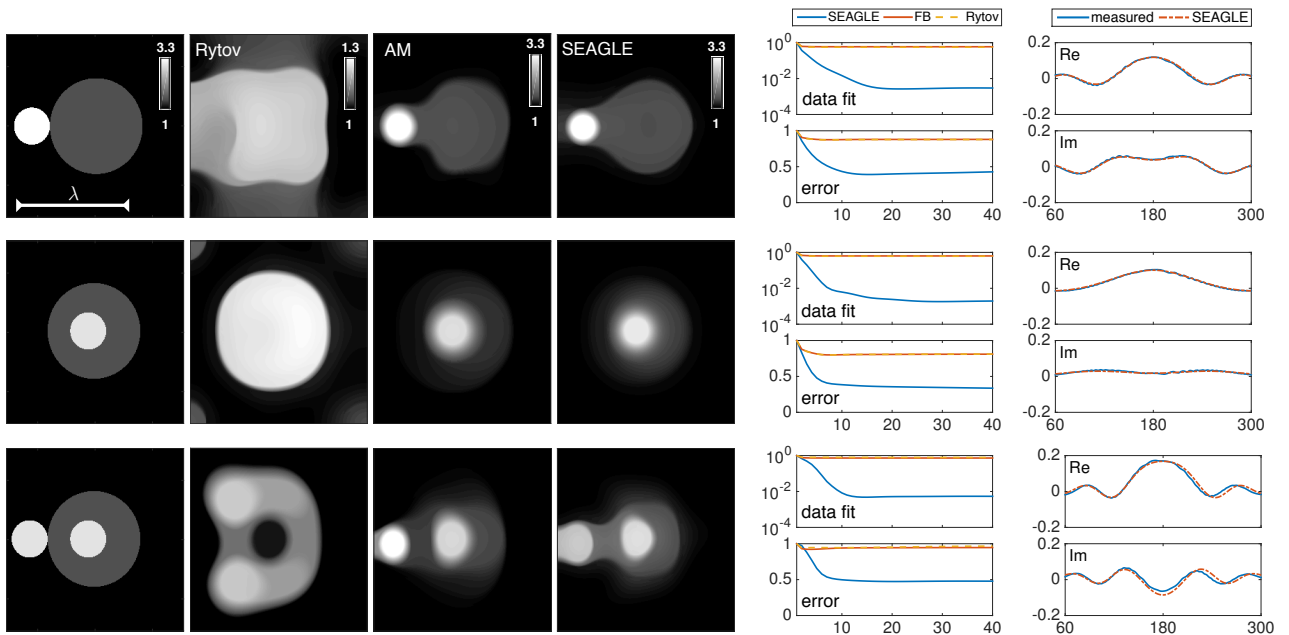 SEAGLE FB Rytov
measured SEAGLE
3.3
1
λ
Rytov
1.3
1
AM
3.3
1
SEAGLE
3.3
1
10^0
10^-2
10^-4
data fit
1
0.5
0
error
10 20 30 40
0.2
0
-0.2
Re
0.2
0
-0.2
Im
60 180 300
10^0
10^-2
10^-4
data fit
1
0.5
0
error
10 20 30 40
0.2
0
-0.2
Re
0.2
0
-0.2
Im
60 180 300
10^0
10^-2
10^-4
data fit
1
0.5
0
error
10 20 30 40
0.2
0
-0.2
Re
0.2
0
-0.2
Im
60 180 300